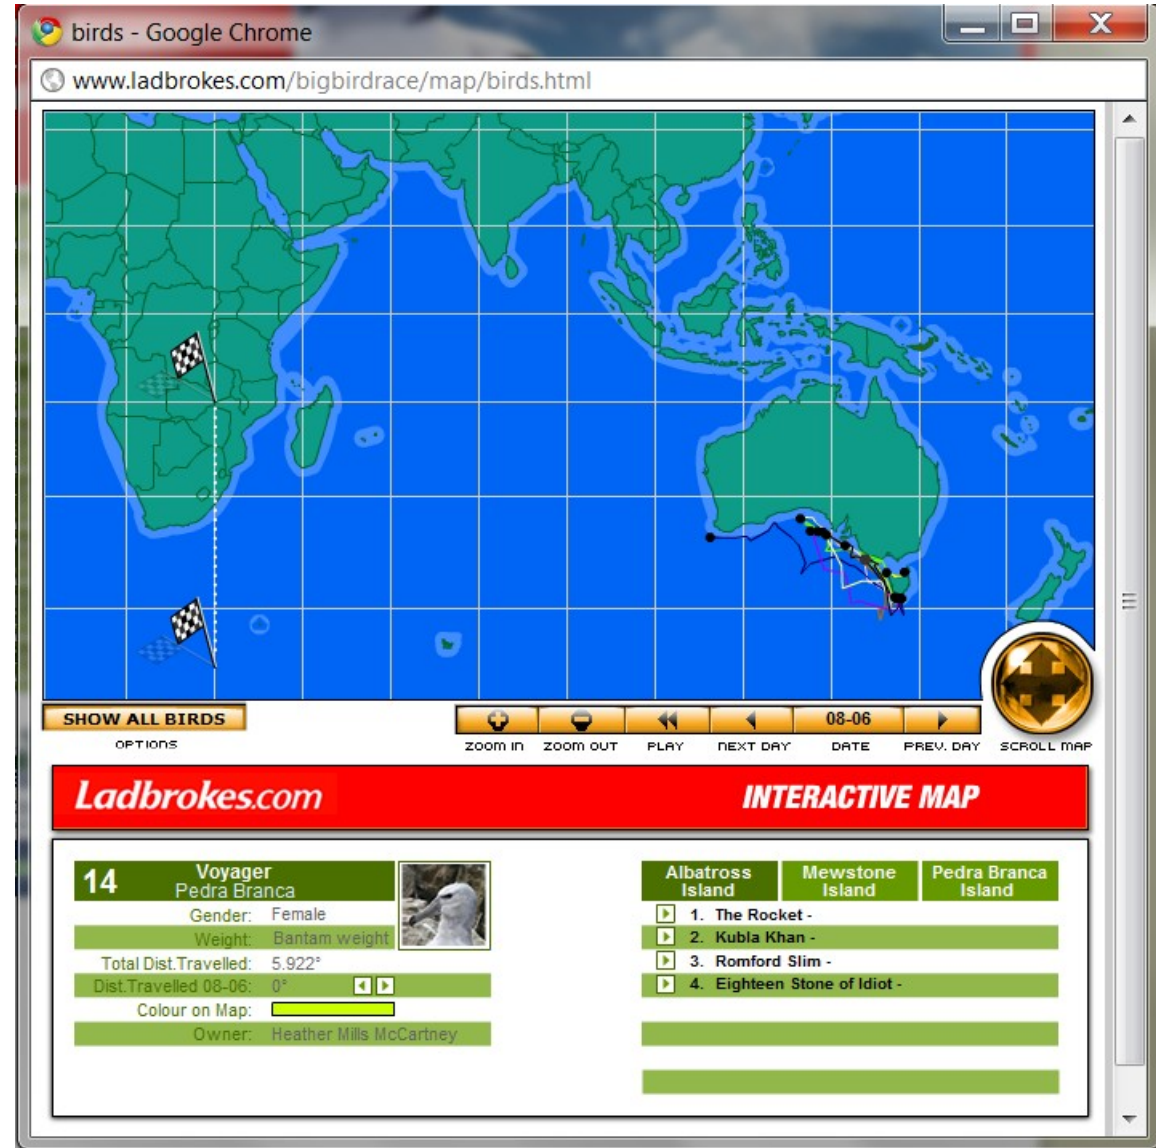 birds - Google Chrome
www.ladbrokes.com/bigbirdrace/map/birds.html
SHOW ALL BIRDS
OPTIONS
08-06
ZOOM IN ZOOM OUT PLAY NEXT DAY DATE PREV. DAY SCROLL MAP
Ladbrokes.com INTERACTIVE MAP
14 Voyager
Pedra Branca
Gender: Female
Weight: Bantam weight
Total Dist.Travelled: 5.922°
Dist.Travelled 08-06: 0°
Colour on Map:
Owner: Heather Mills McCartney
Albatross Island
Mewstone Island
Pedra Branca Island
1. The Rocket -
2. Kubla Khan -
3. Romford Slim -
4. Eighteen Stone of Idiot -